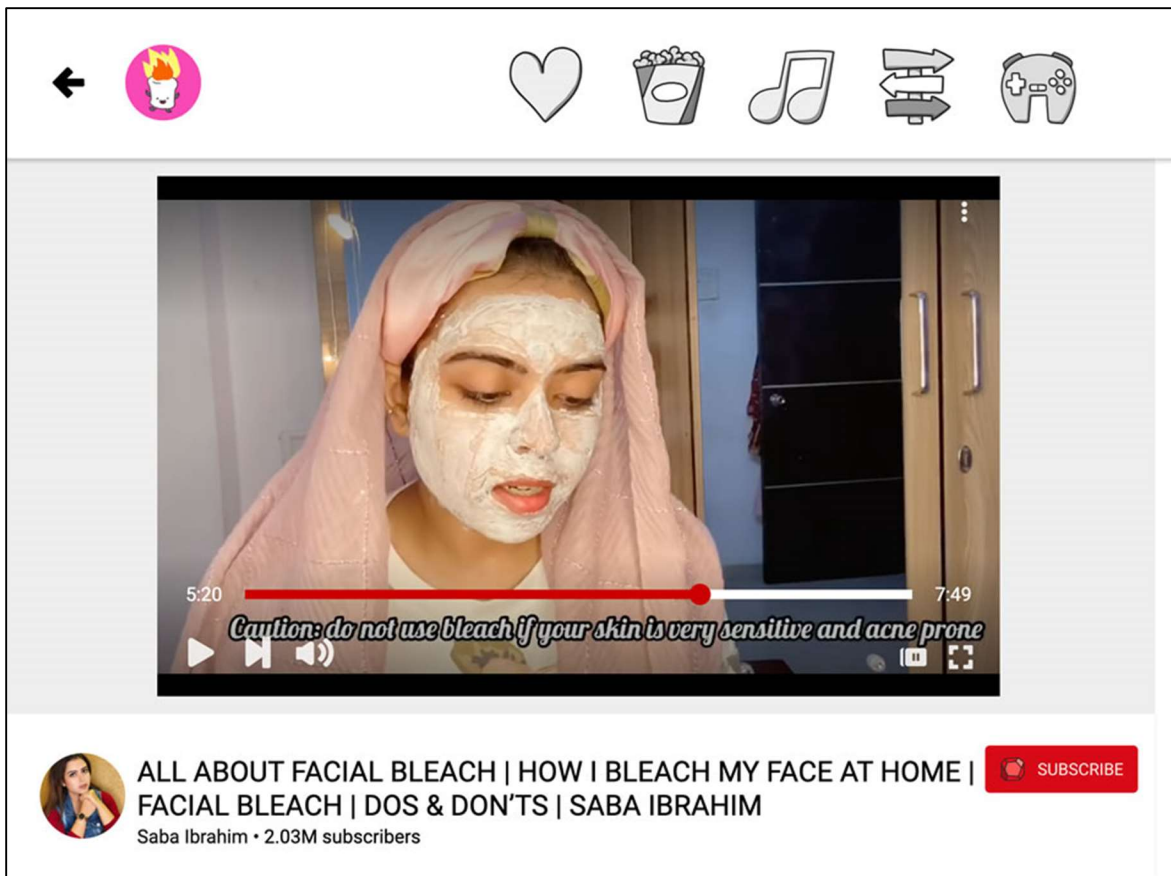 5:20
7:49
Caution: do not use bleach if your skin is very sensitive and acne prone
ALL ABOUT FACIAL BLEACH | HOW I BLEACH MY FACE AT HOME |
FACIAL BLEACH | DOS & DON'TS | SABA IBRAHIM
Saba Ibrahim • 2.03M subscribers
SUBSCRIBE